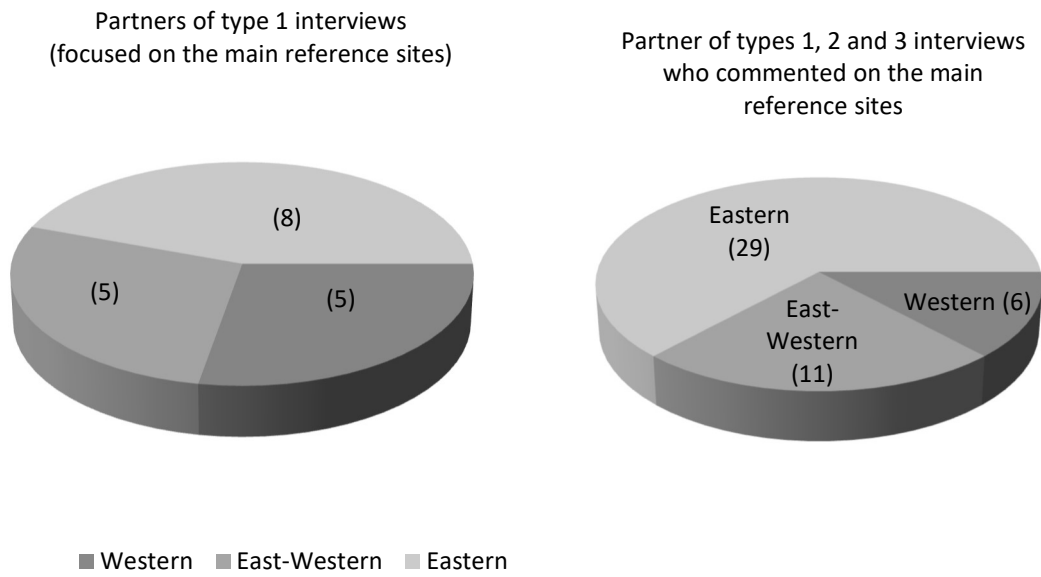 Partners of type 1 interviews
(focused on the main reference sites)
(8)
(5)
(5)
Partner of types 1, 2 and 3 interviews
who commented on the main
reference sites
Eastern
(29)
Western (6)
East-
Western
(11)
Western East-Western Eastern